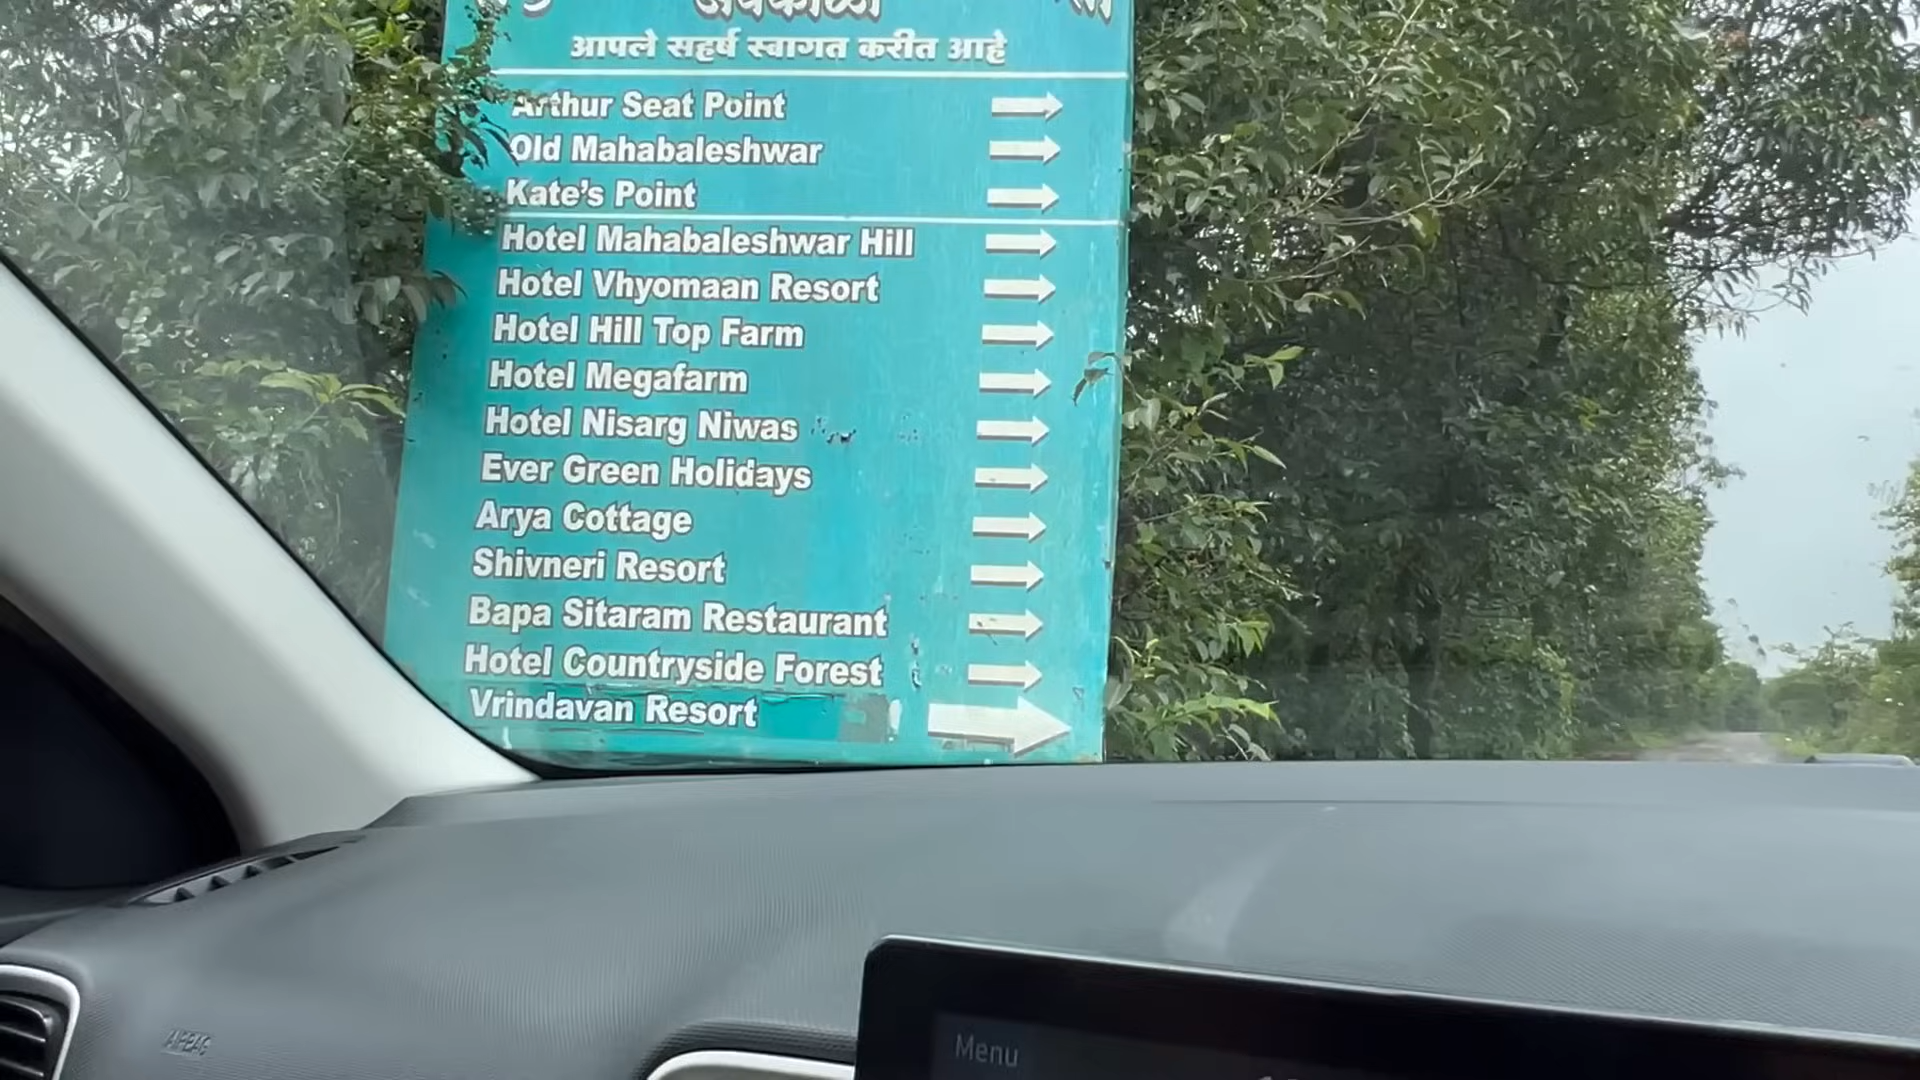 आपले सहर्ष स्वागत करीत आहे
Arthur Seat Point
Old Mahabaleshwar
Kate's Point
Hotel Mahabaleshwar Hill
Hotel Vhyomaan Resort
Hotel Hill Top Farm
Hotel Megafarm
Hotel Nisarg Niwas
Ever Green Holidays
Arya Cottage
Shivneri Resort
Bapa Sitaram Restaurant
Hotel Countryside Forest
Vrindavan Resort
AIRBAG
Menu